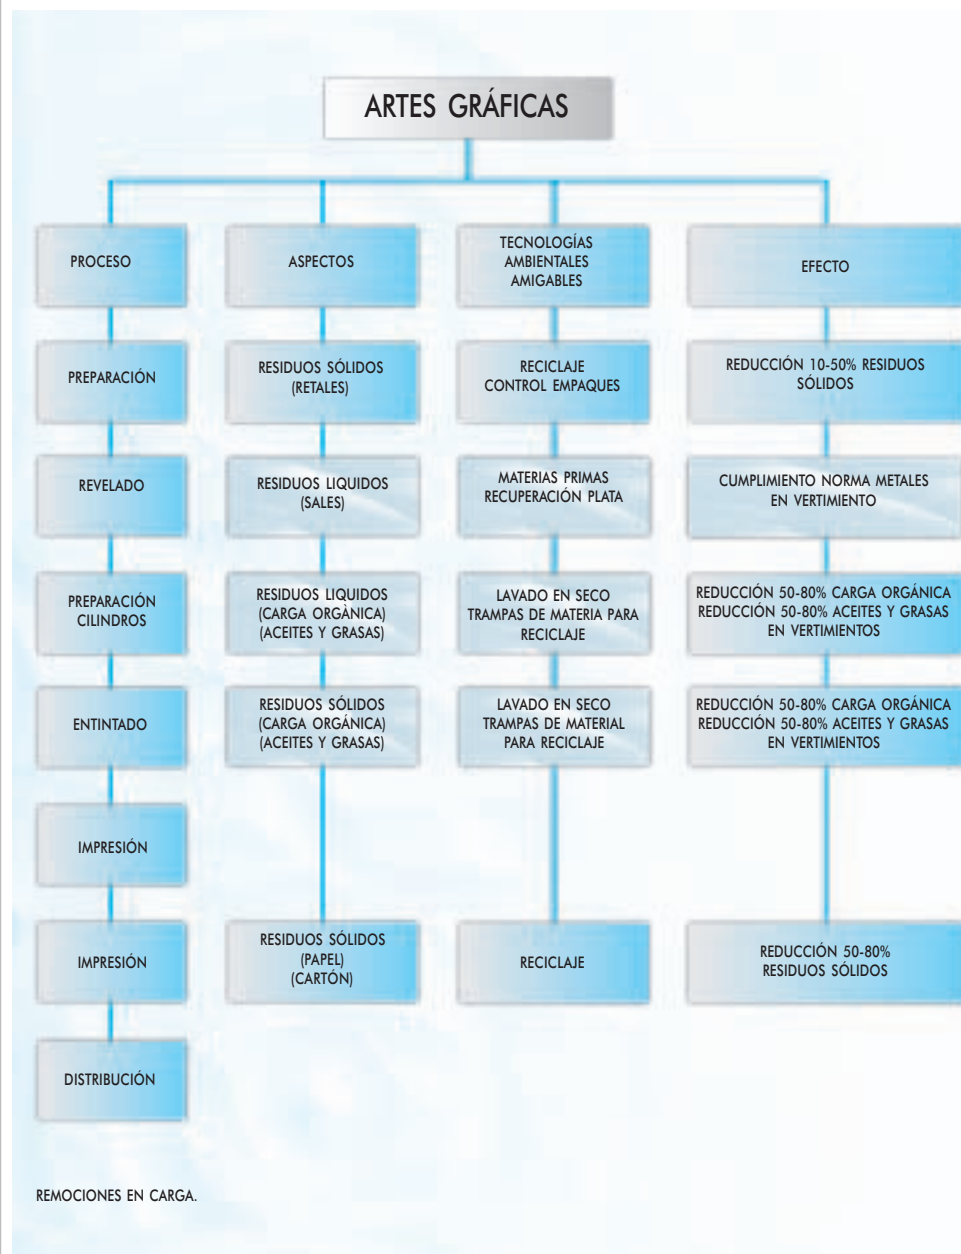 ARTES GRÁFICAS
PROCESO
ASPECTOS
TECNOLOGÍAS
AMBIENTALES
AMIGABLES
EFECTO
PREPARACIÓN
RESIDUOS SÓLIDOS
(RETALES)
RECICLAJE
CONTROL EMPAQUES
REDUCCIÓN 10-50% RESIDUOS
SÓLIDOS
REVELADO
RESIDUOS LIQUIDOS
(SALES)
MATERIAS PRIMAS
RECUPERACIÓN PLATA
CUMPLIMIENTO NORMA METALES
EN VERTIMIENTO
PREPARACIÓN
CILINDROS
RESIDUOS LIQUIDOS
(CARGA ORGÀNICA)
(ACEITES Y GRASAS)
LAVADO EN SECO
TRAMPAS DE MATERIA PARA
RECICLAJE
REDUCCIÓN 50-80% CARGA ORGÁNICA
REDUCCIÓN 50-80% ACEITES Y GRASAS
EN VERTIMIENTOS
ENTINTADO
RESIDUOS SÓLIDOS
(CARGA ORGÁNICA)
(ACEITES Y GRASAS)
LAVADO EN SECO
TRAMPAS DE MATERIAL
PARA RECICLAJE
REDUCCIÓN 50-80% CARGA ORGÁNICA
REDUCCIÓN 50-80% ACEITES Y GRASAS
EN VERTIMIENTOS
IMPRESIÓN
IMPRESIÓN
RESIDUOS SÓLIDOS
(PAPEL)
(CARTÓN)
RECICLAJE
REDUCCIÓN 50-80%
RESIDUOS SÓLIDOS
DISTRIBUCIÓN
REMOCIONES EN CARGA.